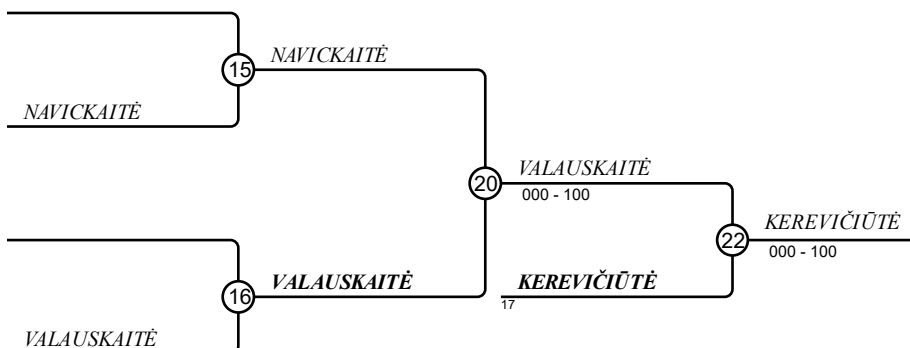 NAVICKAITĖ
15
NAVICKAITĖ
VALAUSKAITĖ
20
000 - 100
KEREVIČIŪTĖ
22
000 - 100
VALAUSKAITĖ
16
KEREVIČIŪTĖ
17
VALAUSKAITĖ